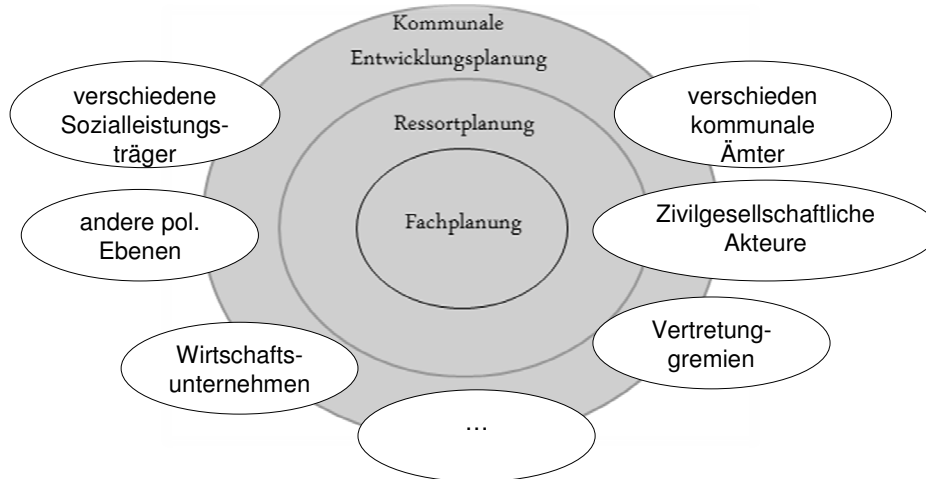 Kommunale
Entwicklungsplanung
Ressortplanung
Fachplanung
verschiedene
Sozialleistungs-
träger
andere pol.
Ebenen
Wirtschafts-
unternehmen
…
verschieden
kommunale
Ämter
Zivilgesellschaftliche
Akteure
Vertretung-
gremien